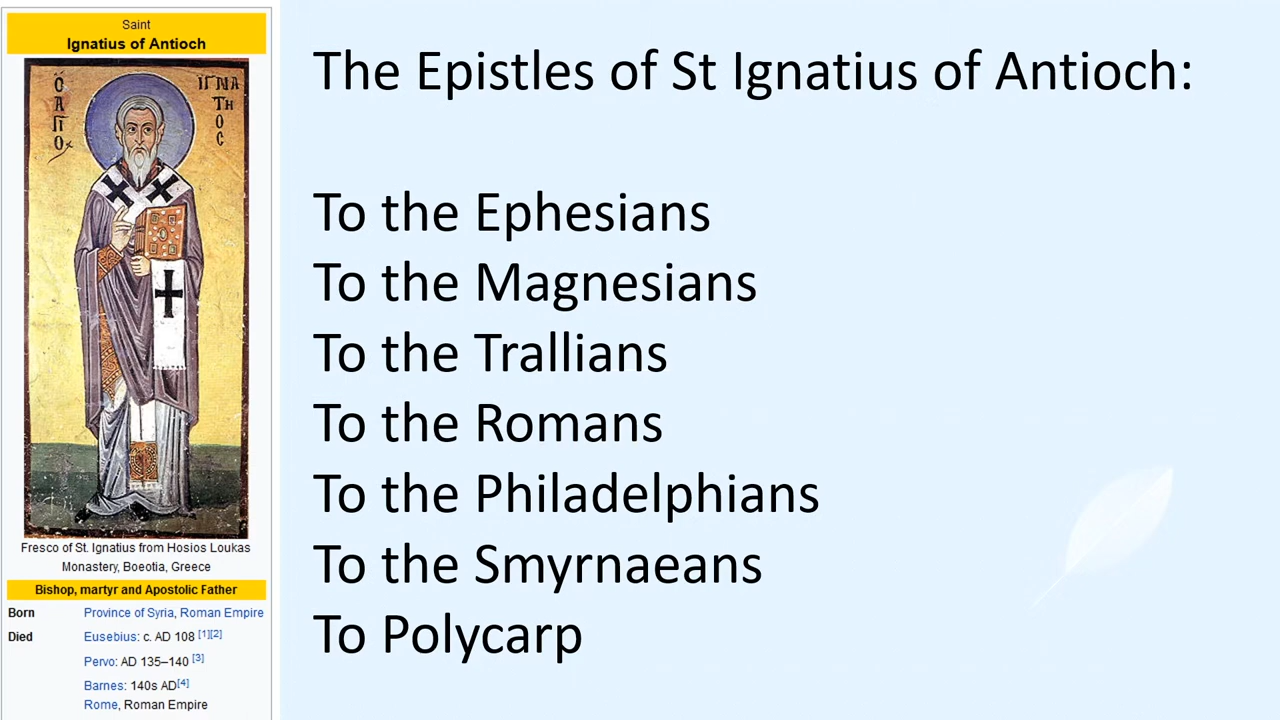 Saint
Ignatius of Antioch
Ὁ
Α
Π
Ο
ΙΓΝΑ
ΤΗ
Ο
C
Fresco of St. Ignatius from Hosios Loukas
Monastery, Boeotia, Greece
Bishop, martyr and Apostolic Father
Born Province of Syria, Roman Empire
Died Eusebius: c. AD 108 [1][2]
Pervo: AD 135–140 [3]
Barnes: 140s AD[4]
Rome, Roman Empire
The Epistles of St Ignatius of Antioch:
To the Ephesians
To the Magnesians
To the Trallians
To the Romans
To the Philadelphians
To the Smyrnaeans
To Polycarp